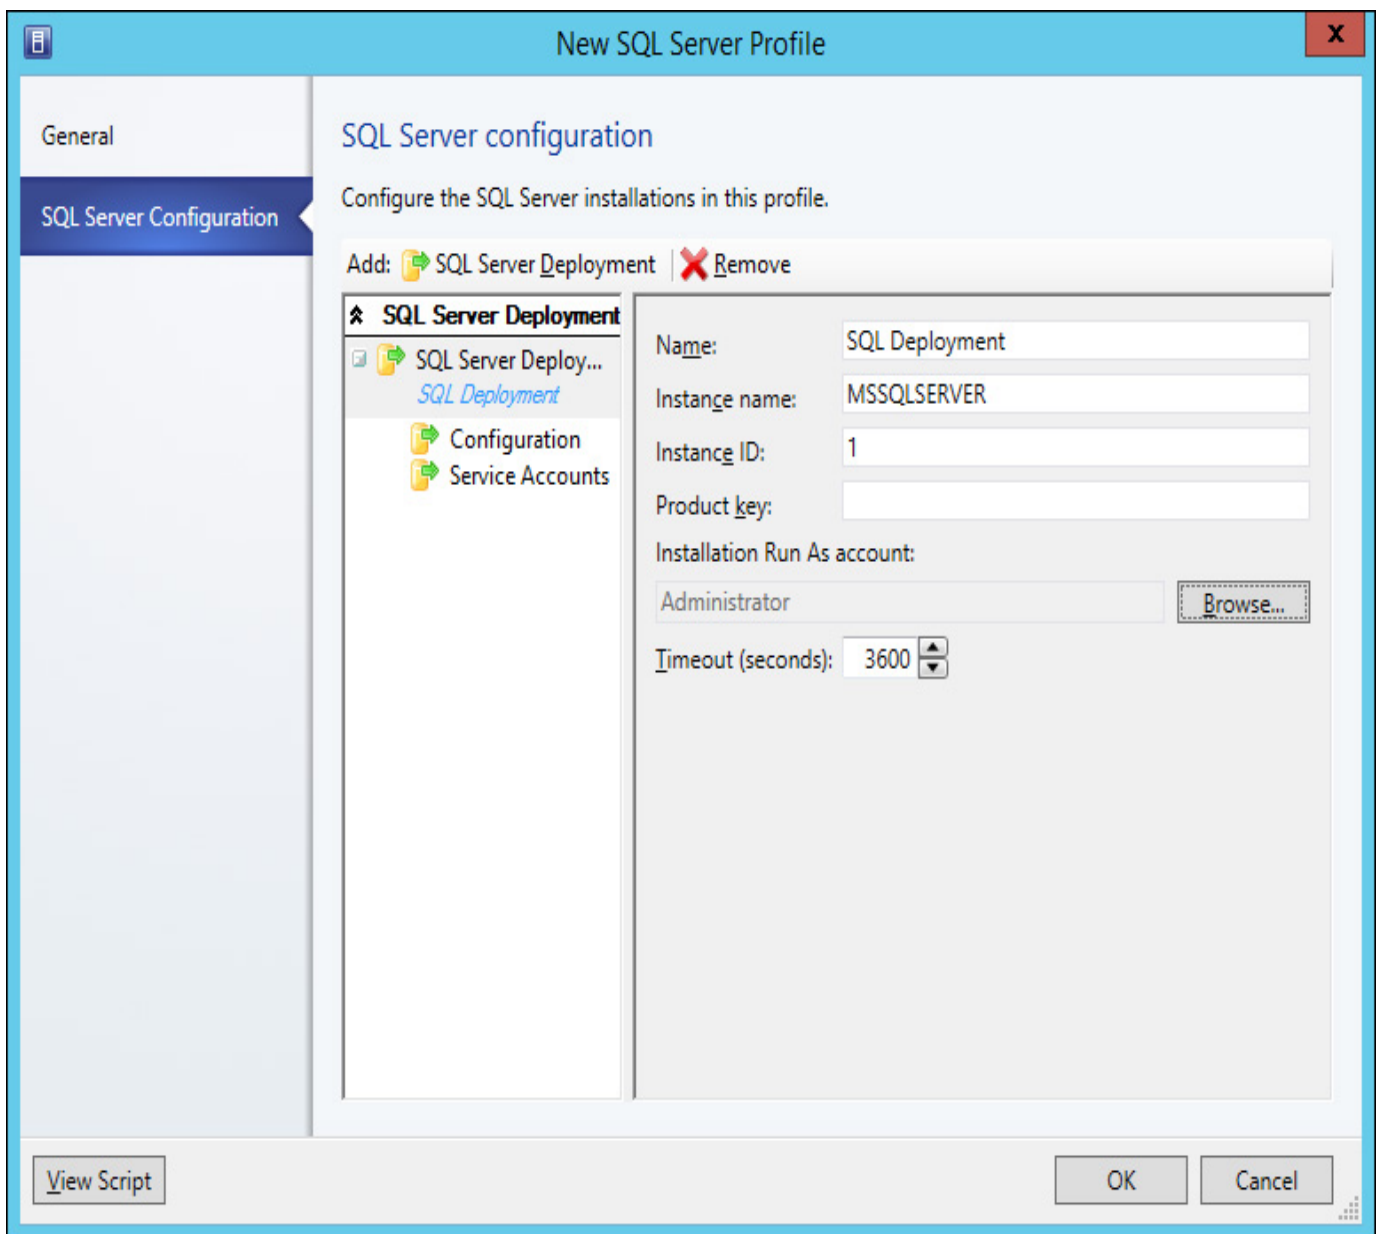 New SQL Server Profile
x
General
SQL Server Configuration
SQL Server configuration
Configure the SQL Server installations in this profile.
Add: SQL Server Deployment Remove
SQL Server Deployment
SQL Server Deploy...
SQL Deployment
Configuration
Service Accounts
Name: SQL Deployment
Instance name: MSSQLSERVER
Instance ID: 1
Product key:
Installation Run As account:
Administrator Browse...
Timeout (seconds): 3600
View Script OK Cancel